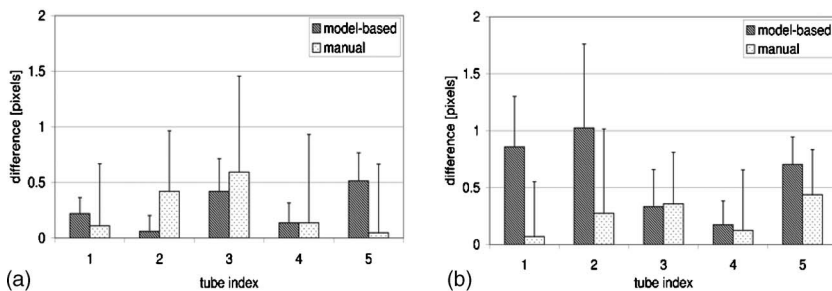 2
1.5
1
0.5
0
difference [pixels]
model-based
manual
1 2 3 4 5
tube index
(a)
2
1.5
1
0.5
0
difference [pixels]
model-based
manual
1 2 3 4 5
tube index
(b)